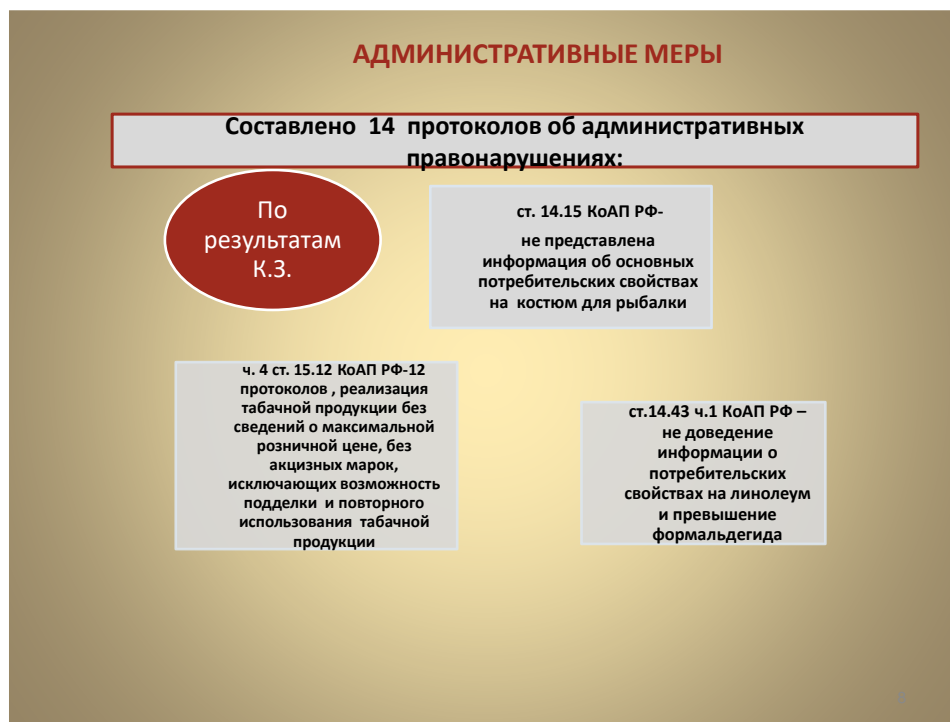 АДМИНИСТРАТИВНЫЕ МЕРЫ
Составлено 14 протоколов об административных
правонарушениях:
По
результатам
К.З.
ст. 14.15 КоАП РФ-
не представлена
информация об основных
потребительских свойствах
на костюм для рыбалки
ч. 4 ст. 15.12 КоАП РФ-12
протоколов , реализация
табачной продукции без
сведений о максимальной
розничной цене, без
акцизных марок,
исключающих возможность
подделки и повторного
использования табачной
продукции
ст.14.43 ч.1 КоАП РФ –
не доведение
информации о
потребительских
свойствах на линолеум
и превышение
формальдегида